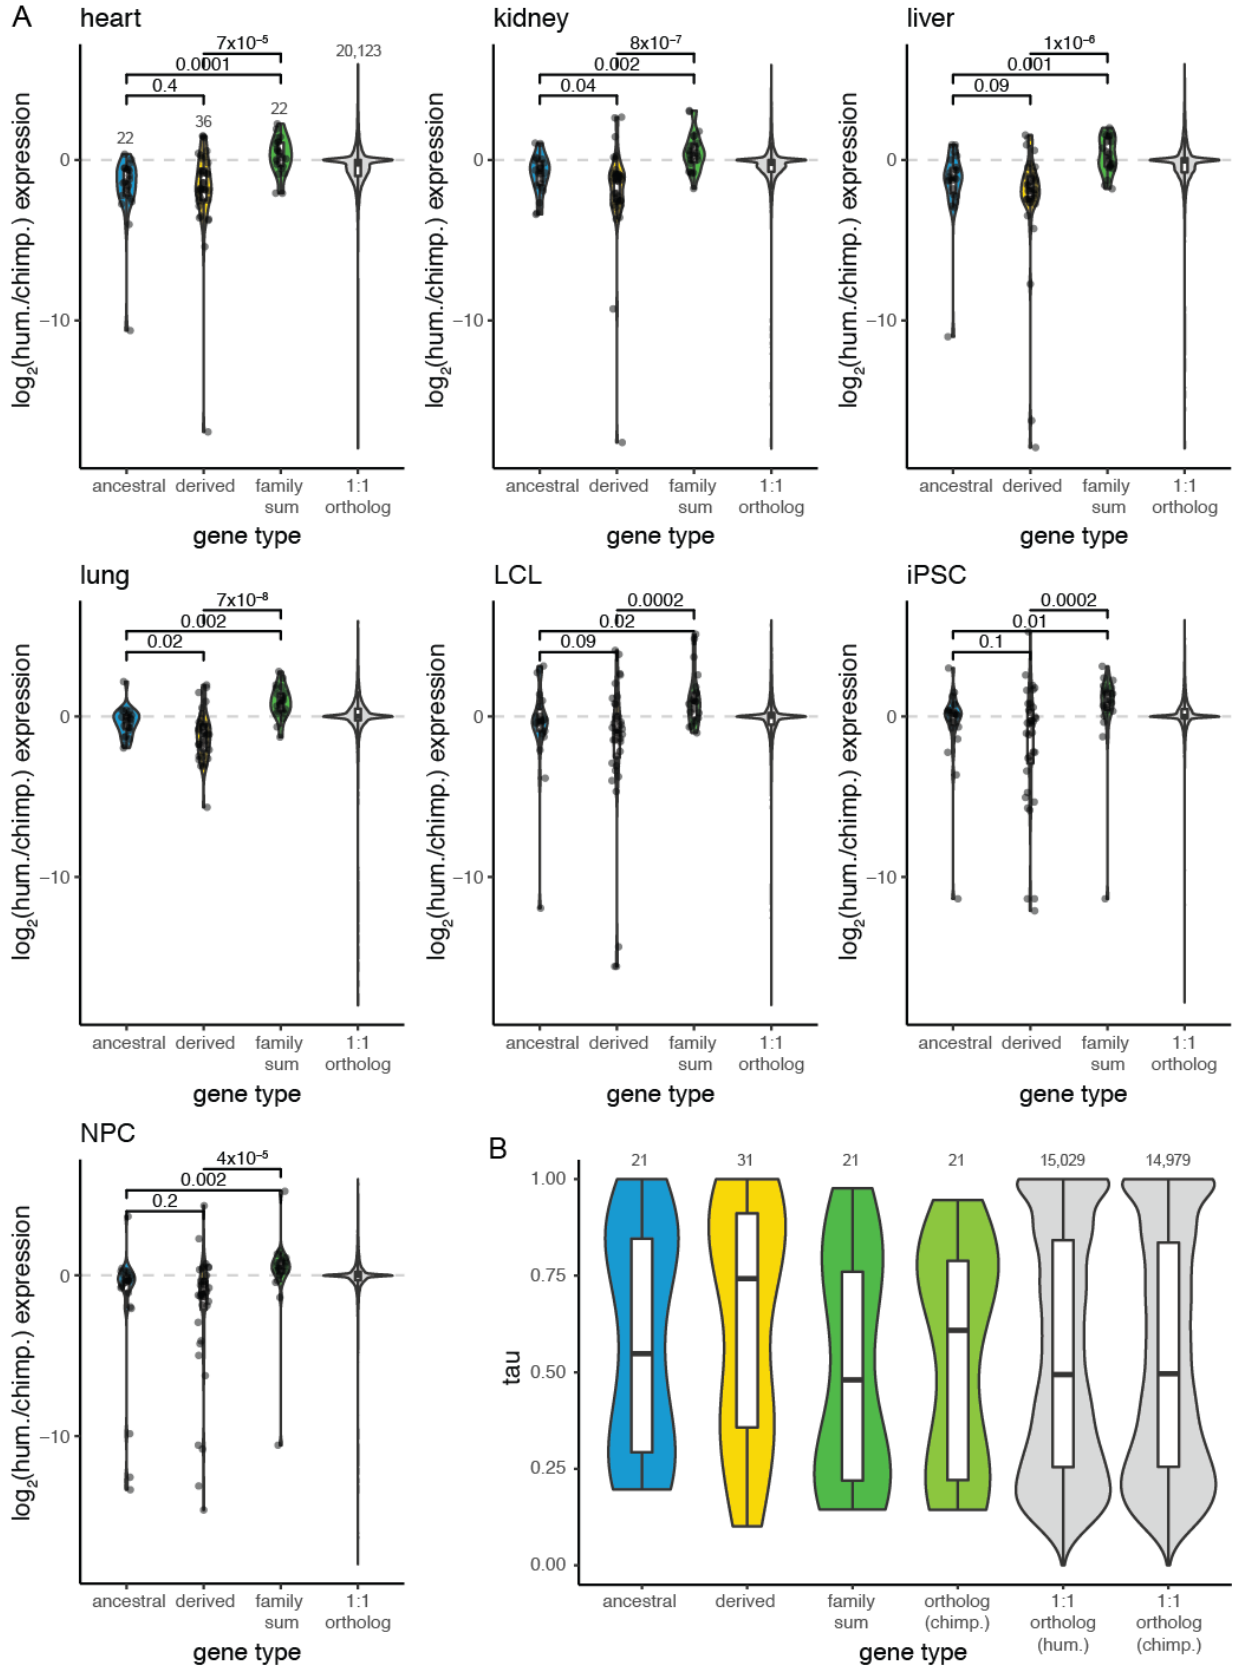 A
heart
kidney
liver
7x10⁻⁵
0.0001
0.4
22
36
22
20,123
0
−10
log₂(hum./chimp.) expression
ancestral derived family sum 1:1 ortholog
gene type
8x10⁻⁷
0.002
0.04
0
−10
log₂(hum./chimp.) expression
ancestral derived family sum 1:1 ortholog
gene type
1x10⁻⁶
0.001
0.09
0
−10
log₂(hum./chimp.) expression
ancestral derived family sum 1:1 ortholog
gene type
lung
7x10⁻⁸
0.002
0.02
0
−10
log₂(hum./chimp.) expression
ancestral derived family sum 1:1 ortholog
gene type
LCL
0.0002
0.02
0.09
0
−10
log₂(hum./chimp.) expression
ancestral derived family sum 1:1 ortholog
gene type
iPSC
0.0002
0.01
0.1
0
−10
log₂(hum./chimp.) expression
ancestral derived family sum 1:1 ortholog
gene type
NPC
4x10⁻⁵
0.002
0.2
0
−10
log₂(hum./chimp.) expression
ancestral derived family sum 1:1 ortholog
gene type
B
21 31 21 21 15,029 14,979
1.00
0.75
0.50
0.25
0.00
tau
ancestral derived family ortholog 1:1 1:1
sum (chimp.) ortholog ortholog
(hum.) (chimp.)
gene type